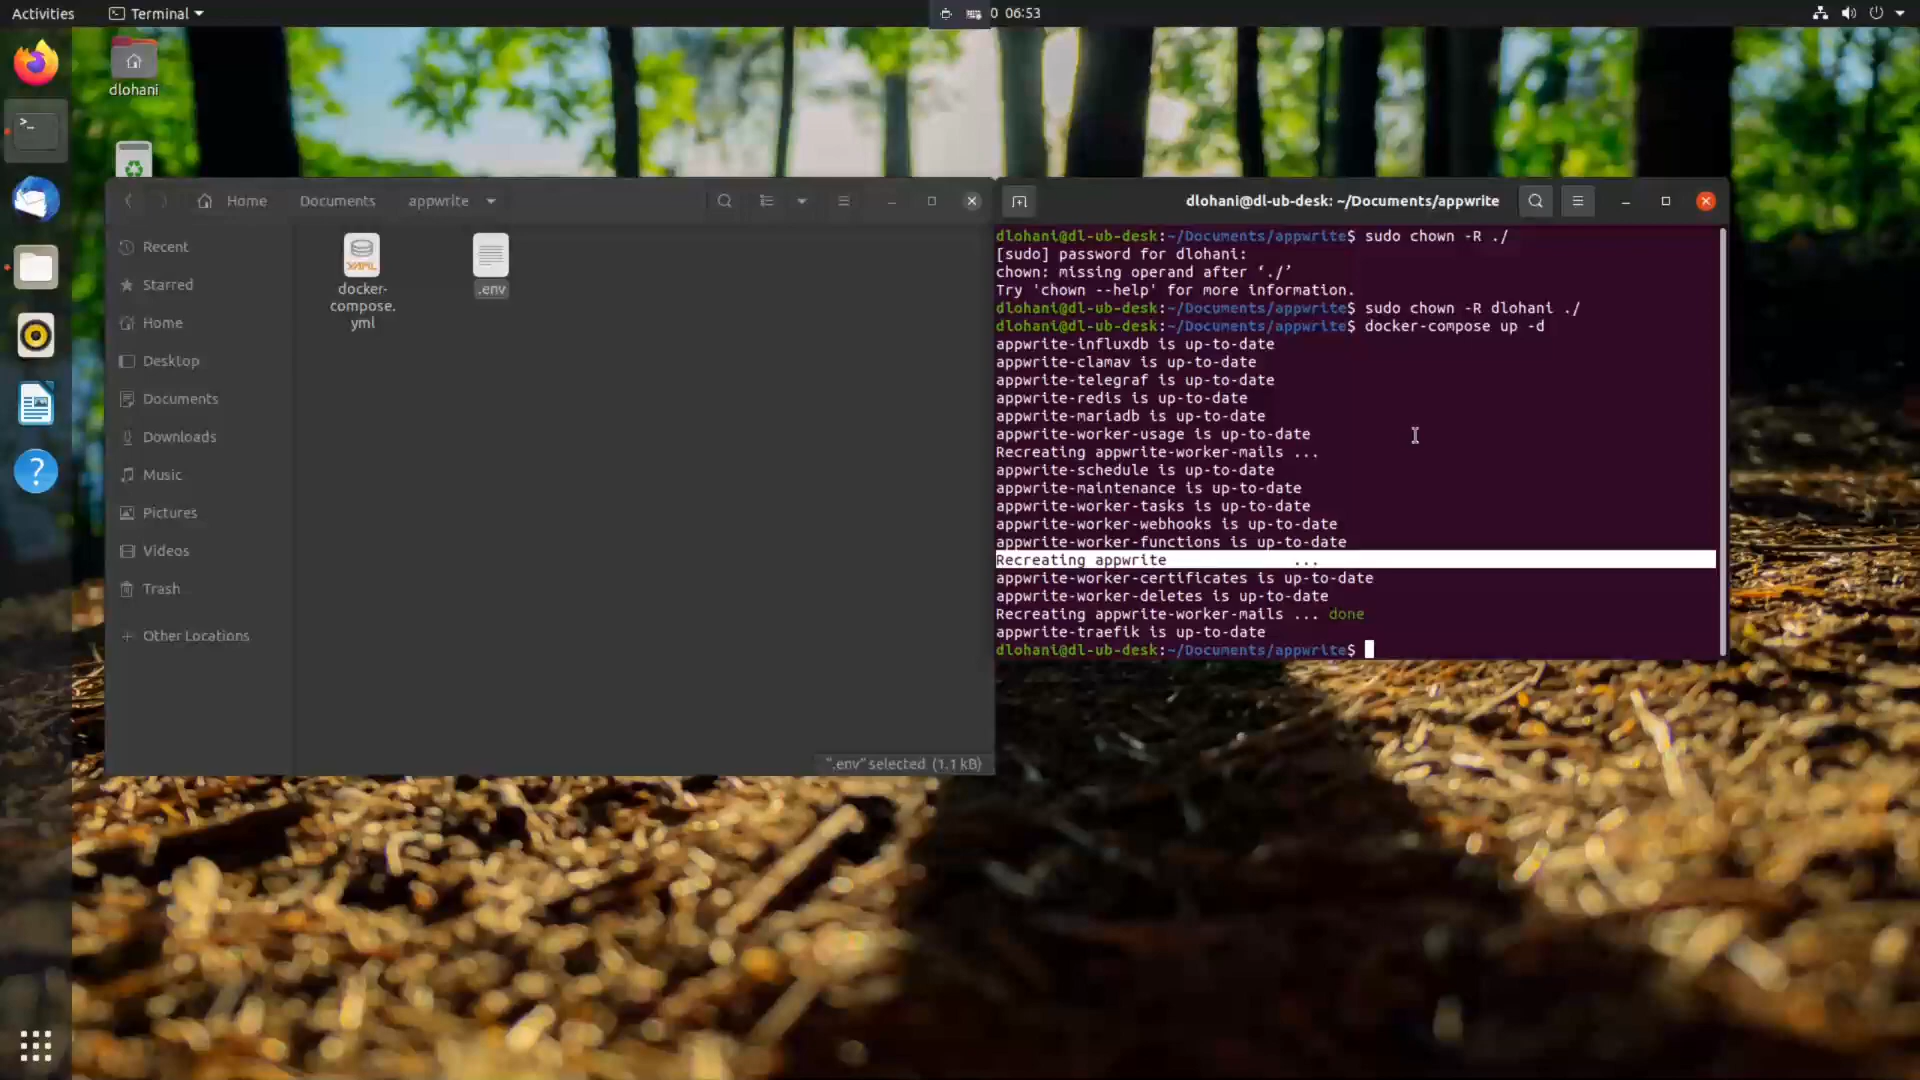 Activities
Terminal
0 06:53
dlohani
Home
Documents
appwrite
Recent
Starred
Home
Desktop
Documents
Downloads
Music
Pictures
Videos
Trash
+ Other Locations
YAML
docker-
compose.
yml
.env
".env" selected (1.1 kB)
dlohani@dl-ub-desk: ~/Documents/appwrite
dlohani@dl-ub-desk:~/Documents/appwrite$ sudo chown -R ./
[sudo] password for dlohani:
chown: missing operand after ‘./’
Try 'chown --help' for more information.
dlohani@dl-ub-desk:~/Documents/appwrite$ sudo chown -R dlohani ./
dlohani@dl-ub-desk:~/Documents/appwrite$ docker-compose up -d
appwrite-influxdb is up-to-date
appwrite-clamav is up-to-date
appwrite-telegraf is up-to-date
appwrite-redis is up-to-date
appwrite-mariadb is up-to-date
appwrite-worker-usage is up-to-date
Recreating appwrite-worker-mails ...
appwrite-schedule is up-to-date
appwrite-maintenance is up-to-date
appwrite-worker-tasks is up-to-date
appwrite-worker-webhooks is up-to-date
appwrite-worker-functions is up-to-date
Recreating appwrite ...
appwrite-worker-certificates is up-to-date
appwrite-worker-deletes is up-to-date
Recreating appwrite-worker-mails ... done
appwrite-traefik is up-to-date
dlohani@dl-ub-desk:~/Documents/appwrite$